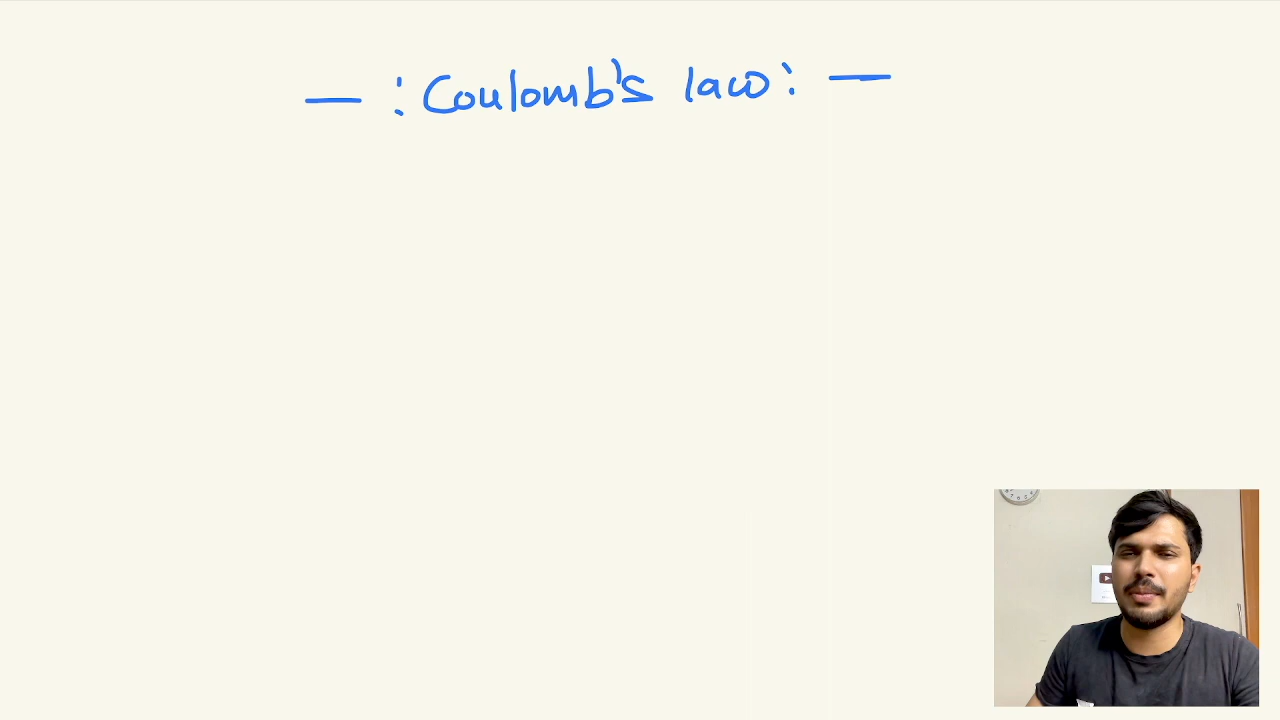 — : Coulomb's law : —